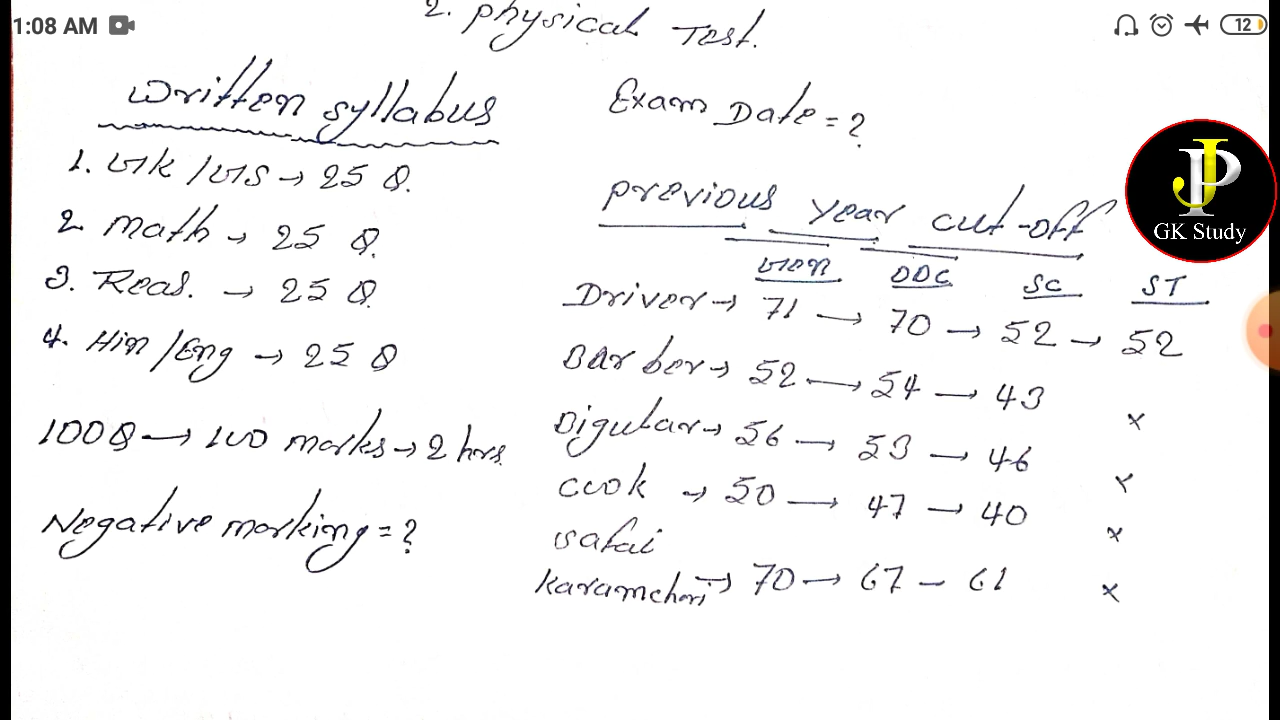 1:08 AM
12
2. Physical Test.
Written Syllabus
1. GK/GS → 25 Q.
2. Math → 25 Q.
3. Reas. → 25 Q.
4. Hin/Eng → 25 Q
100Q → 100 marks → 2 hrs.
Negative marking = ?
Exam Date = ?
Previous Year cut-off
Gen OBC SC ST
Driver → 71 → 70 → 52 → 52
BArber → 52 → 54 → 43 ×
Bigular → 56 → 53 → 46 ×
Cook → 50 → 47 → 40 ×
Safai
Karamchari → 70 → 67 – 61 ×
JP
GK Study